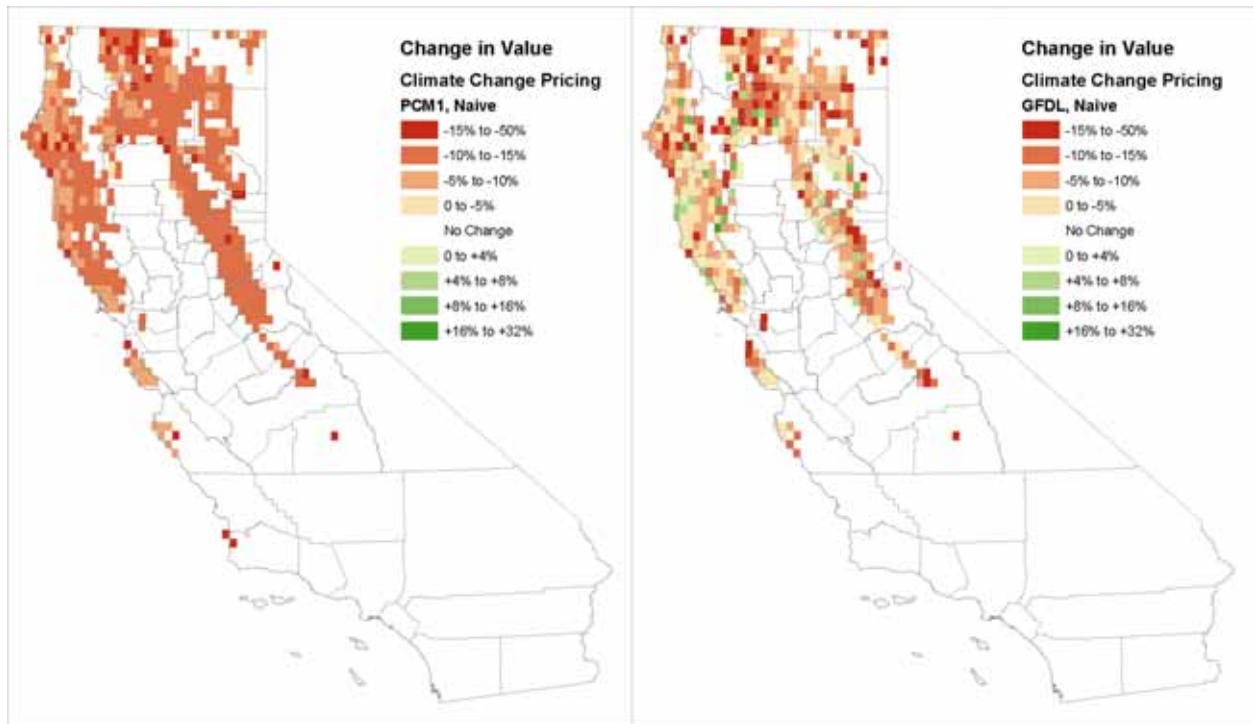 Change in Value
Climate Change Pricing
PCM1, Naive
-15% to -50%
-10% to -15%
-5% to -10%
0 to -5%
No Change
0 to +4%
+4% to +8%
+8% to +16%
+16% to +32%
Change in Value
Climate Change Pricing
GFDL, Naive
-15% to -50%
-10% to -15%
-5% to -10%
0 to -5%
No Change
0 to +4%
+4% to +8%
+8% to +16%
+16% to +32%